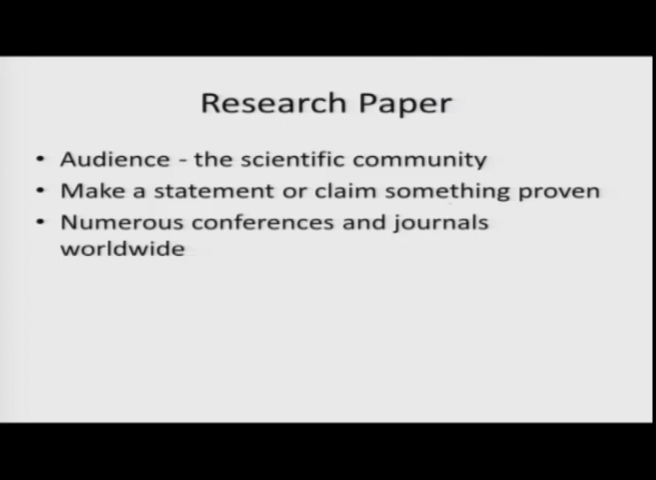 Research Paper
• Audience - the scientific community
• Make a statement or claim something proven
• Numerous conferences and journals
worldwide